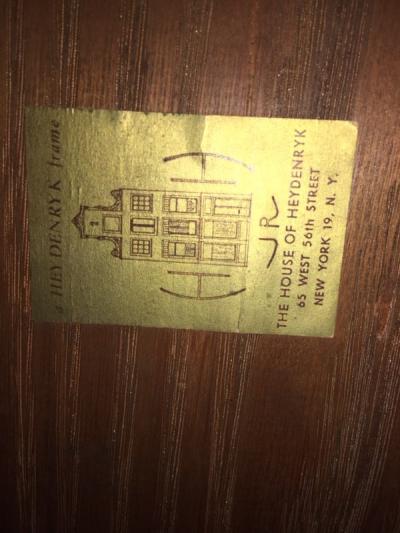 a HEYDENRYK frame
JR
THE HOUSE OF HEYDENRYK
65 WEST 56th STREET
NEW YORK 19, N. Y.